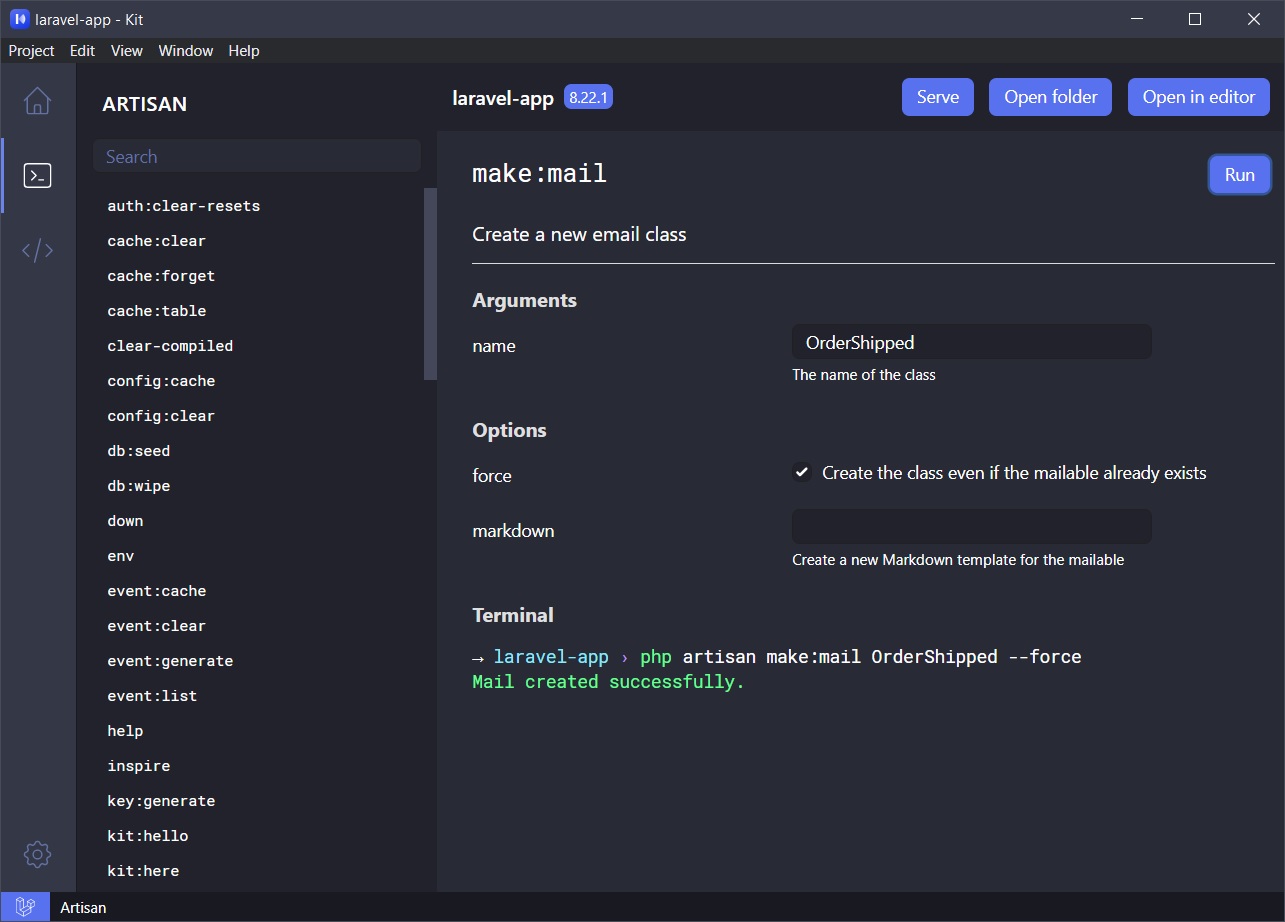 laravel-app - Kit
Project Edit View Window Help
ARTISAN
Search
auth:clear-resets
cache:clear
cache:forget
cache:table
clear-compiled
config:cache
config:clear
db:seed
db:wipe
down
env
event:cache
event:clear
event:generate
event:list
help
inspire
key:generate
kit:hello
kit:here
laravel-app 8.22.1
Serve Open folder Open in editor
make:mail
Run
Create a new email class
Arguments
name
OrderShipped
The name of the class
Options
force
Create the class even if the mailable already exists
markdown
Create a new Markdown template for the mailable
Terminal
→ laravel-app › php artisan make:mail OrderShipped --force
Mail created successfully.
Artisan